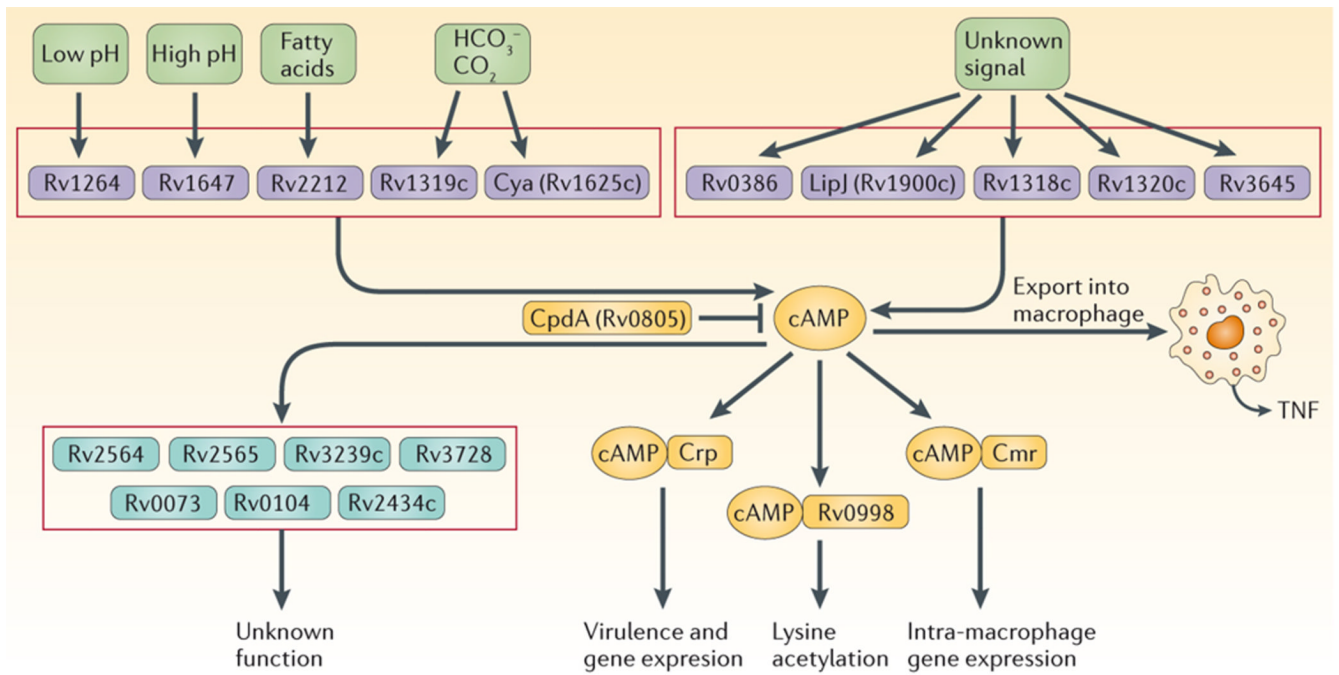 Low pH
High pH
Fatty
acids
HCO₃⁻
CO₂
Unknown
signal
Rv1264
Rv1647
Rv2212
Rv1319c
Cya (Rv1625c)
Rv0386
LipJ (Rv1900c)
Rv1318c
Rv1320c
Rv3645
Export into
macrophage
CpdA (Rv0805)
cAMP
TNF
Rv2564
Rv2565
Rv3239c
Rv3728
Rv0073
Rv0104
Rv2434c
cAMP Crp
cAMP Rv0998
cAMP Cmr
Unknown
function
Virulence and
gene expresion
Lysine
acetylation
Intra-macrophage
gene expression